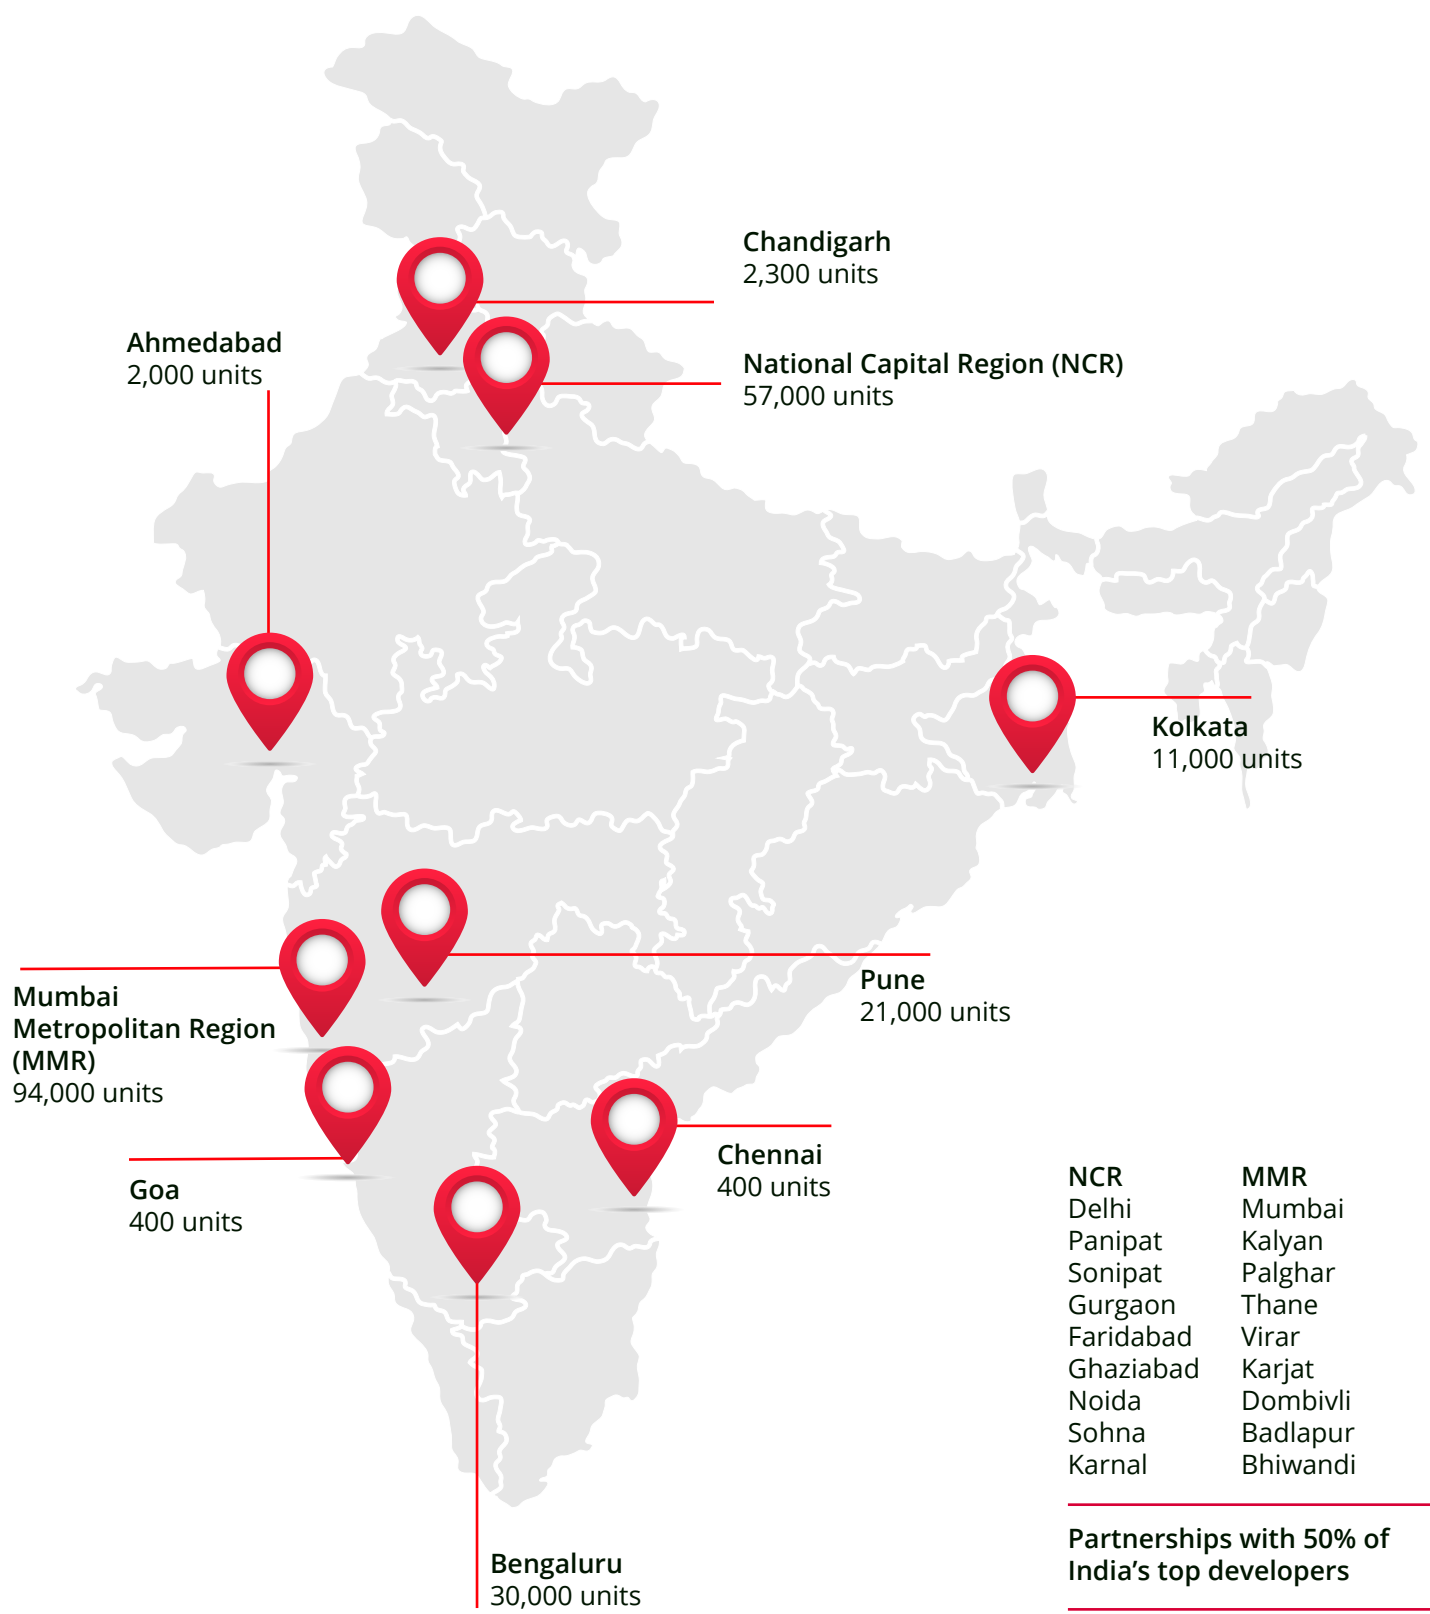 Chandigarh
2,300 units
Ahmedabad
2,000 units
National Capital Region (NCR)
57,000 units
Kolkata
11,000 units
Pune
21,000 units
Mumbai
Metropolitan Region
(MMR)
94,000 units
Chennai
400 units
Goa
400 units
Bengaluru
30,000 units
NCR
Delhi
Panipat
Sonipat
Gurgaon
Faridabad
Ghaziabad
Noida
Sohna
Karnal
MMR
Mumbai
Kalyan
Palghar
Thane
Virar
Karjat
Dombivli
Badlapur
Bhiwandi
Partnerships with 50% of
India’s top developers